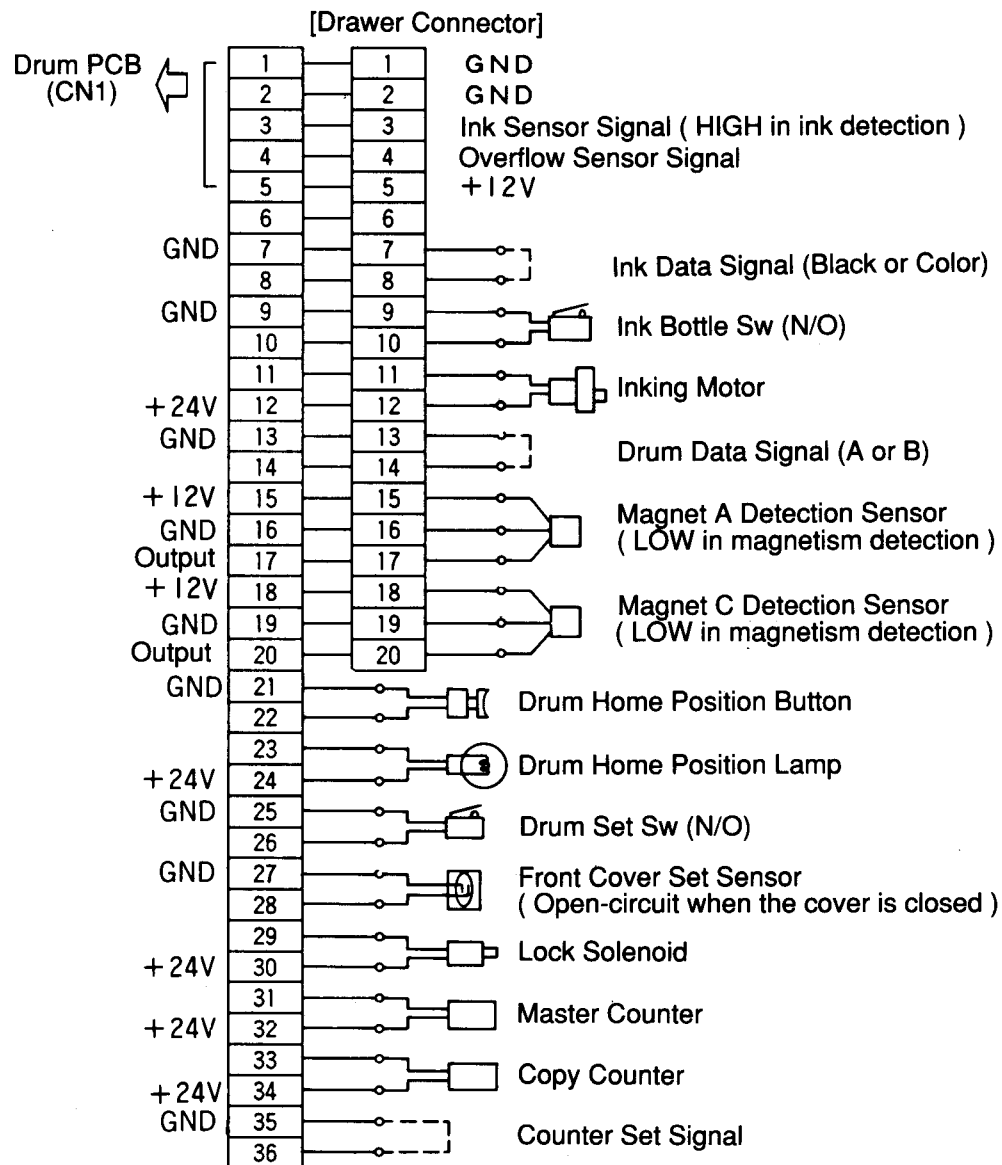 [Drawer Connector]
Drum PCB
(CN1)
1 1 GND
2 2 GND
3 3 Ink Sensor Signal ( HIGH in ink detection )
4 4 Overflow Sensor Signal
5 5 +12V
6 6
GND 7 7
8 8
Ink Data Signal (Black or Color)
GND 9 9
10 10
Ink Bottle Sw (N/O)
11 11
+24V 12 12
Inking Motor
GND 13 13
14 14
Drum Data Signal (A or B)
+12V 15 15
GND 16 16
Output 17 17
Magnet A Detection Sensor
( LOW in magnetism detection )
+12V 18 18
GND 19 19
Output 20 20
Magnet C Detection Sensor
( LOW in magnetism detection )
GND 21
22
Drum Home Position Button
23
+24V 24
Drum Home Position Lamp
GND 25
26
Drum Set Sw (N/O)
GND 27
28
Front Cover Set Sensor
( Open-circuit when the cover is closed )
29
+24V 30
Lock Solenoid
31
+24V 32
Master Counter
33
+24V 34
Copy Counter
GND 35
36
Counter Set Signal